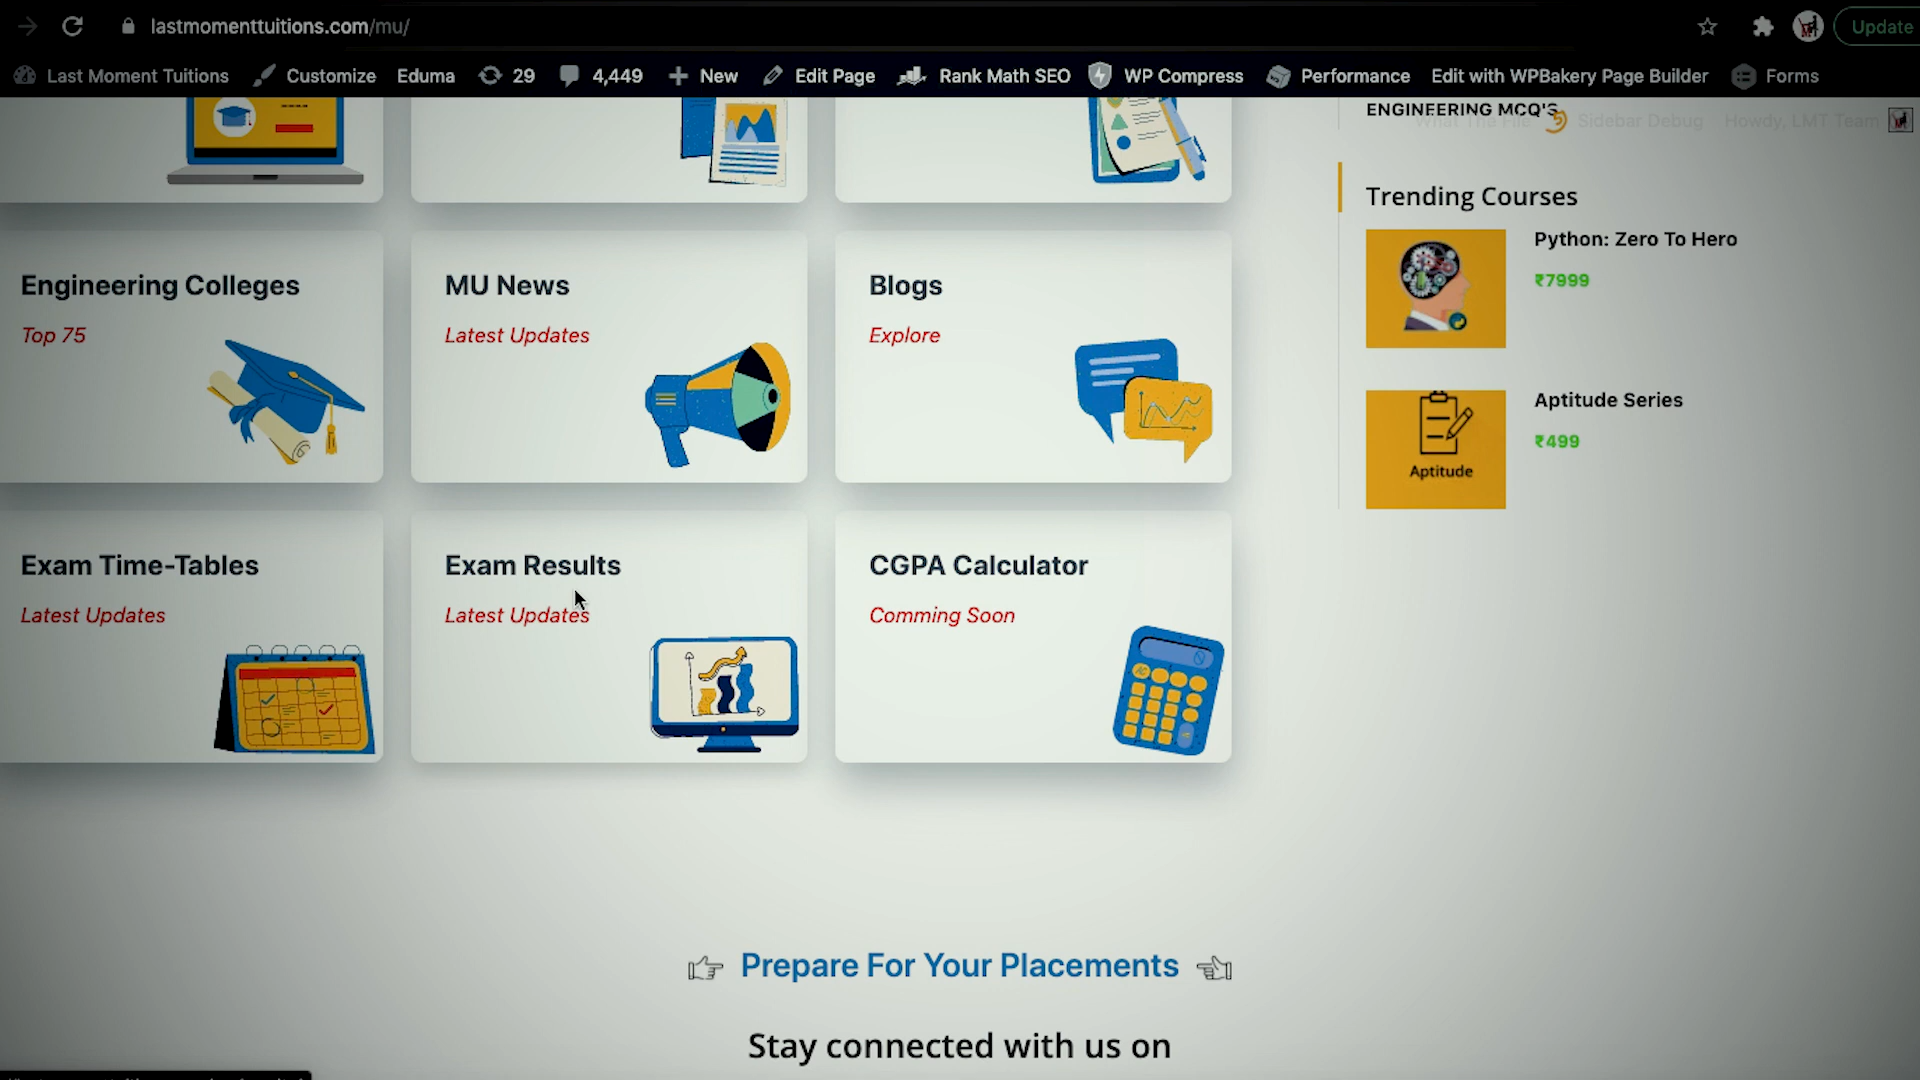 lastmomenttuitions.com/mu/
Update
Last Moment Tuitions Customize Eduma 29 4,449 New Edit Page Rank Math SEO WP Compress Performance Edit with WPBakery Page Builder Forms
ENGINEERING MCQ'S
What The File Sidebar Debug Howdy, LMT Team
Trending Courses
Python: Zero To Hero
₹7999
Aptitude
Aptitude Series
₹499
Engineering Colleges
Top 75
MU News
Latest Updates
Blogs
Explore
Exam Time-Tables
Latest Updates
Exam Results
Latest Updates
CGPA Calculator
Comming Soon
Prepare For Your Placements
Stay connected with us on